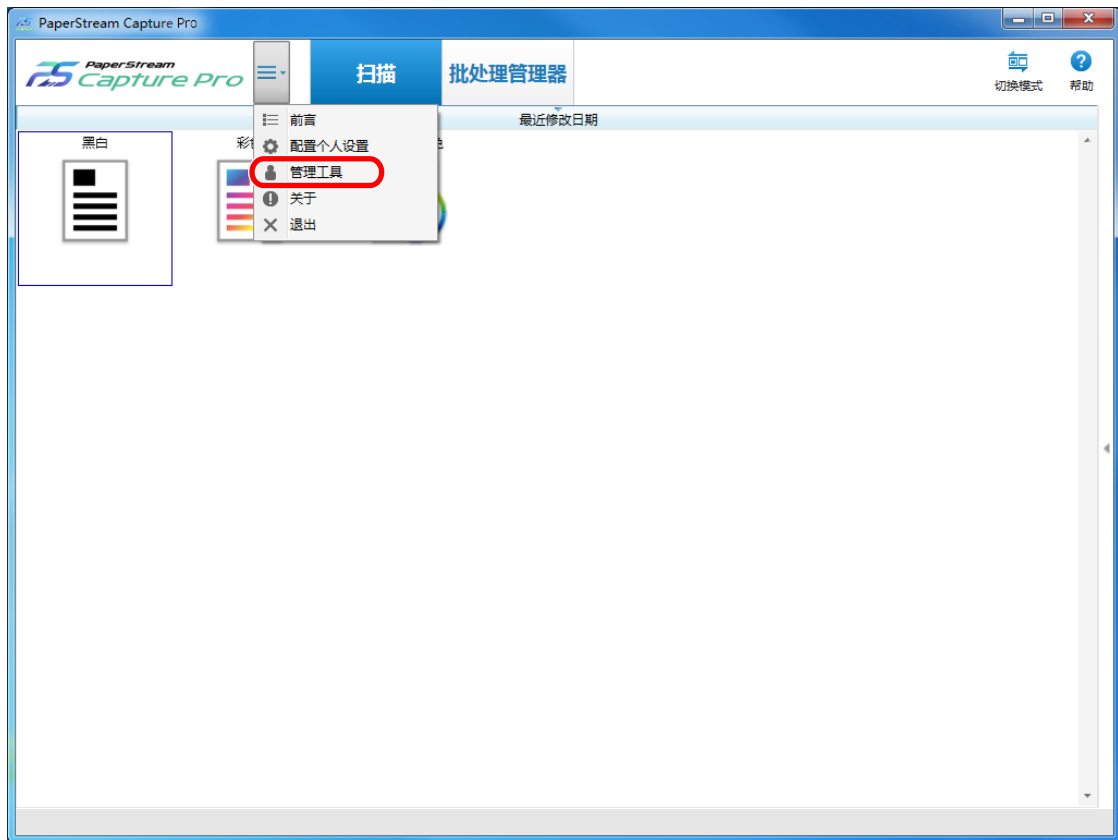 PaperStream Capture Pro
PaperStream
Capture Pro
扫描
批处理管理器
切换模式
帮助
最近修改日期
前言
配置个人设置
管理工具
关于
退出
黑白